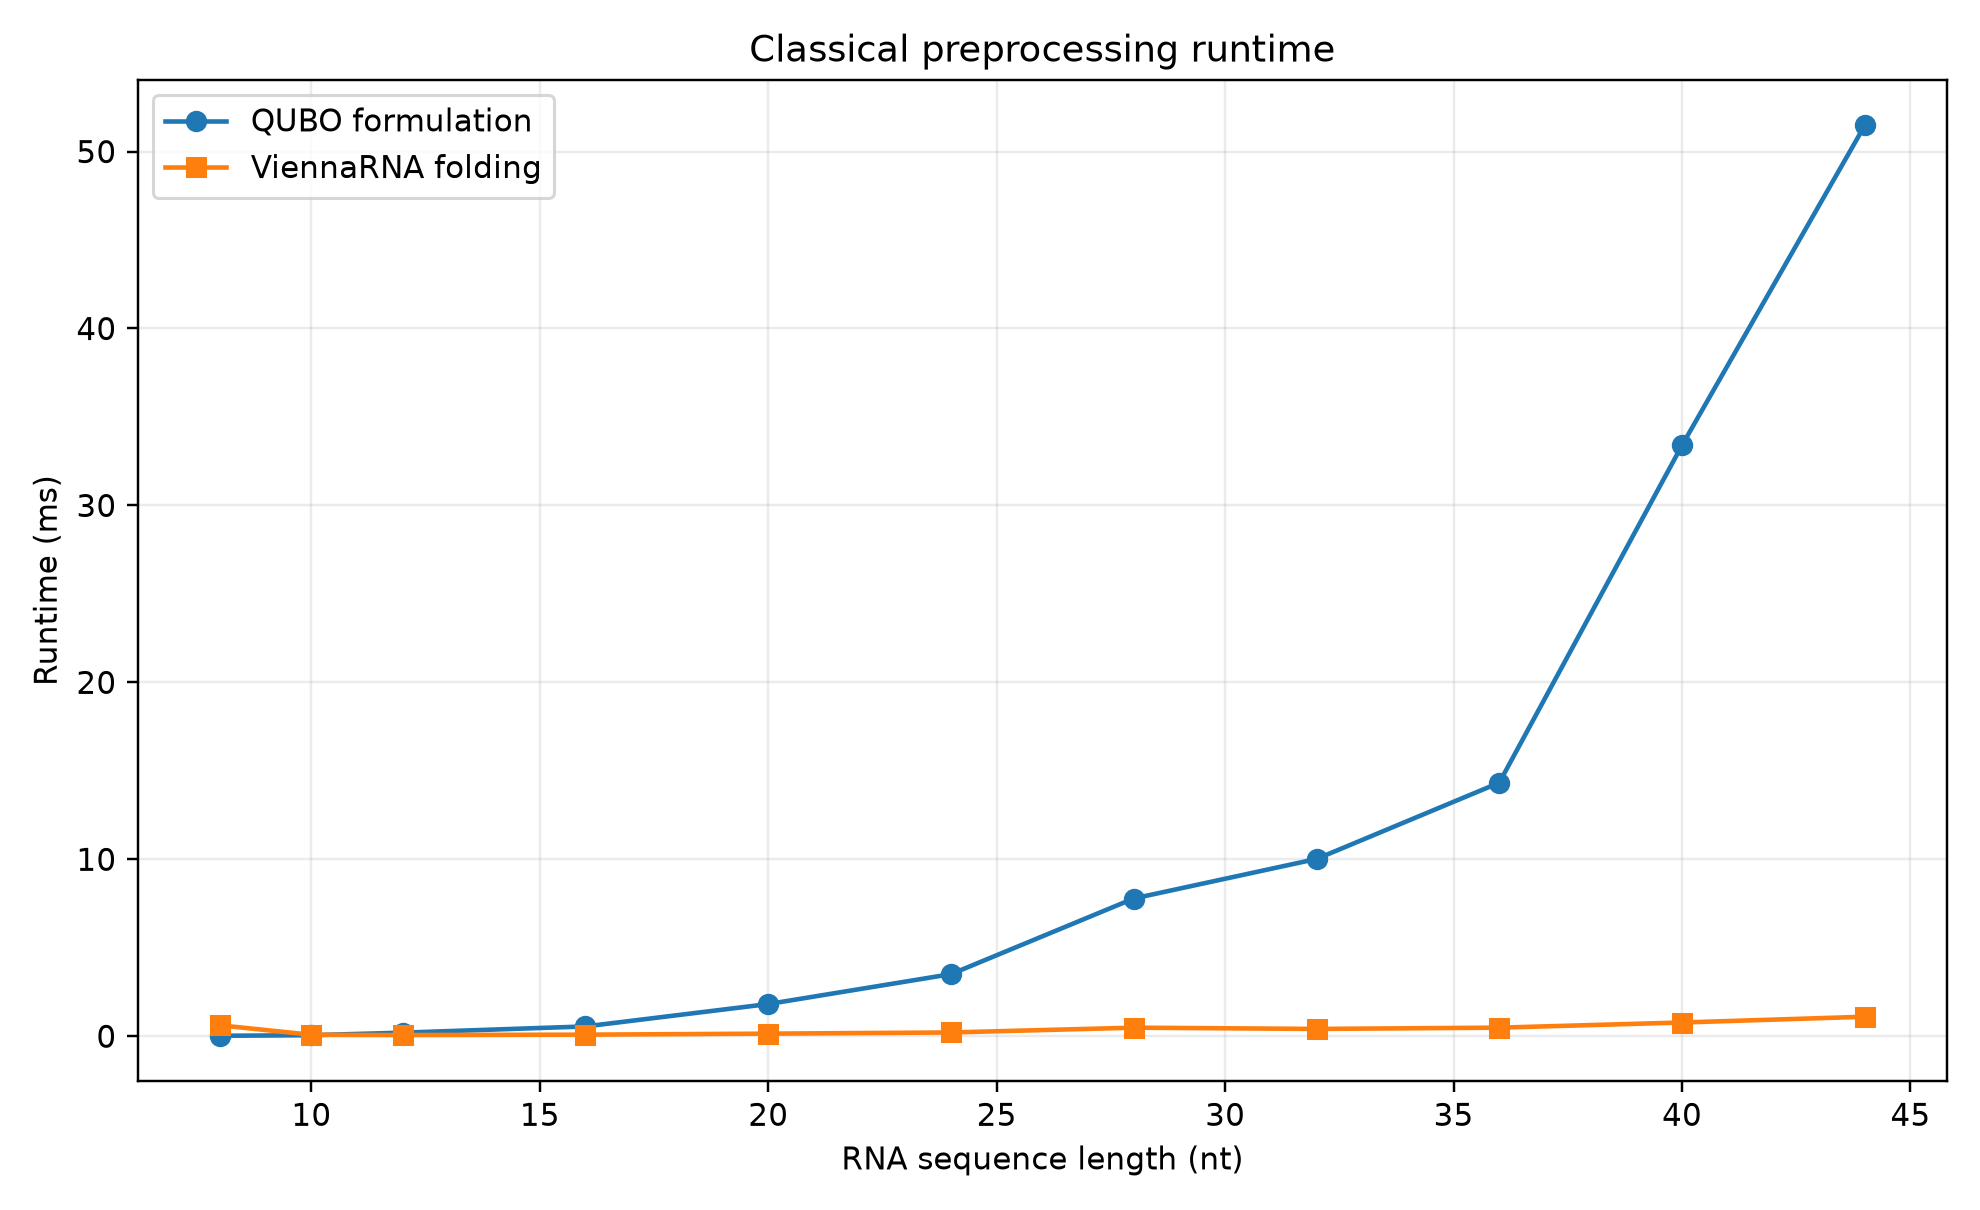 Classical preprocessing runtime
QUBO formulation
ViennaRNA folding
50
40
30
20
10
0
Runtime (ms)
10 15 20 25 30 35 40 45
RNA sequence length (nt)